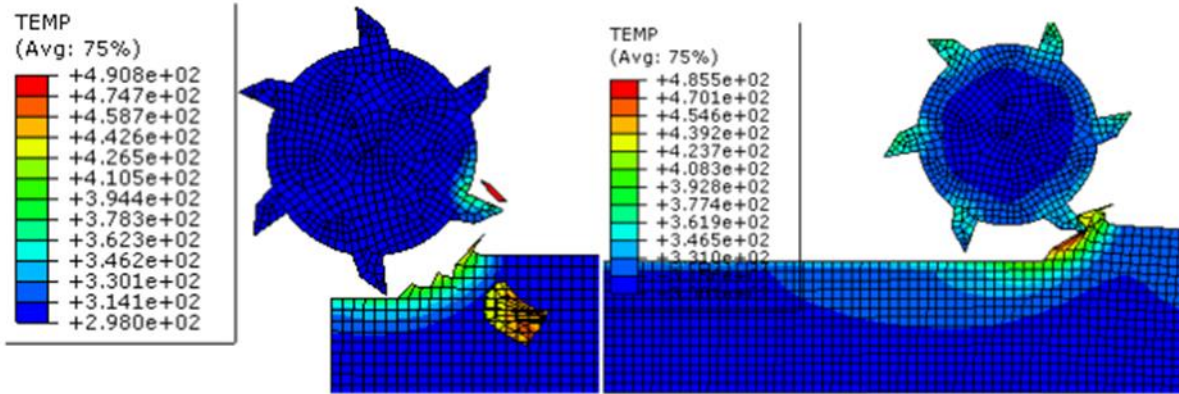 TEMP
(Avg: 75%)
+4.908e+02
+4.747e+02
+4.587e+02
+4.426e+02
+4.265e+02
+4.105e+02
+3.944e+02
+3.783e+02
+3.623e+02
+3.462e+02
+3.301e+02
+3.141e+02
+2.980e+02
TEMP
(Avg: 75%)
+4.855e+02
+4.701e+02
+4.546e+02
+4.392e+02
+4.237e+02
+4.083e+02
+3.928e+02
+3.774e+02
+3.619e+02
+3.465e+02
+3.310e+02